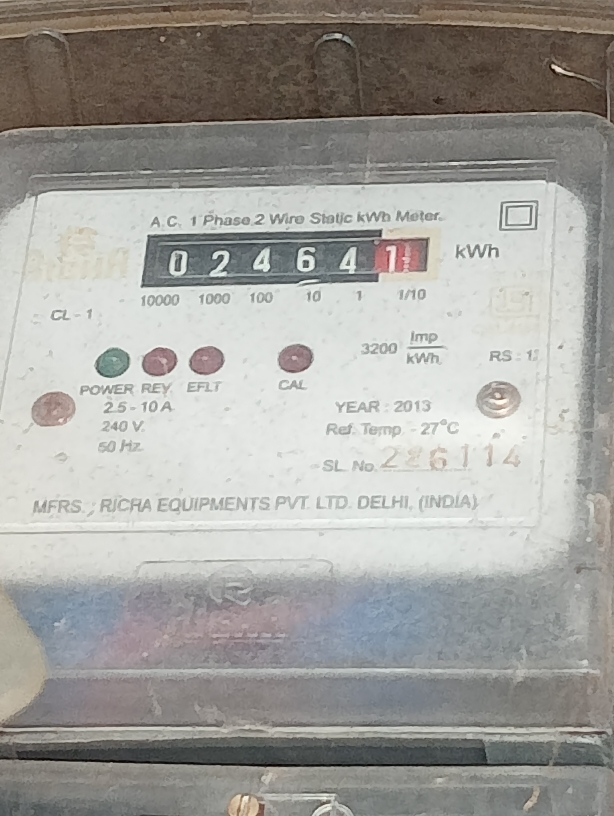 A.C. 1 Phase 2 Wire Static kWh Meter.
0 2 4 6 4 1 kWh
10000 1000 100 10 1 1/10
CL - 1
3200 Imp
kWh
RS : 1
POWER REV. EFLT CAL
2.5 - 10 A
240 V.
50 Hz.
YEAR : 2013
Ref. Temp. - 27°C
SL. No. 226114
MFRS. : RICHA EQUIPMENTS PVT. LTD. DELHI, (INDIA)